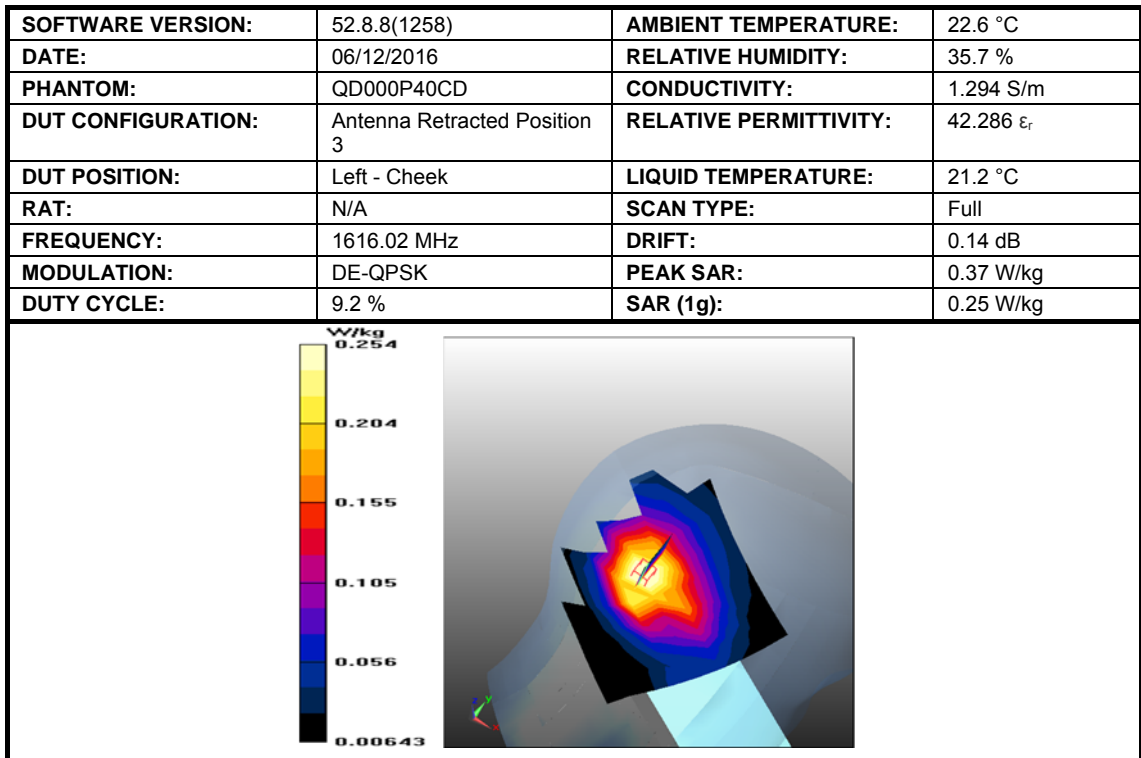 SOFTWARE VERSION: 52.8.8(1258) AMBIENT TEMPERATURE: 22.6 °C
DATE: 06/12/2016 RELATIVE HUMIDITY: 35.7 %
PHANTOM: QD000P40CD CONDUCTIVITY: 1.294 S/m
DUT CONFIGURATION: Antenna Retracted Position RELATIVE PERMITTIVITY: 42.286 εr
3
DUT POSITION: Left - Cheek LIQUID TEMPERATURE: 21.2 °C
RAT: N/A SCAN TYPE: Full
FREQUENCY: 1616.02 MHz DRIFT: 0.14 dB
MODULATION: DE-QPSK PEAK SAR: 0.37 W/kg
DUTY CYCLE: 9.2 % SAR (1g): 0.25 W/kg
W/kg
0.254
0.204
0.155
0.105
0.056
0.00643